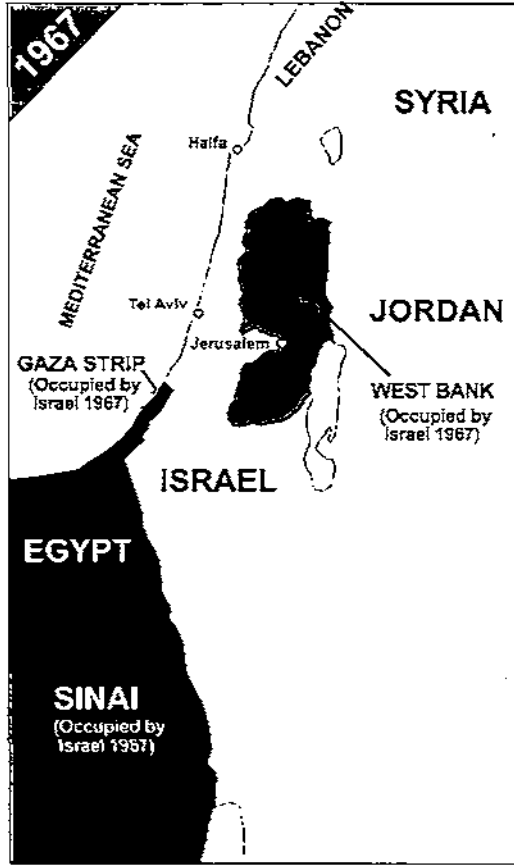 1967
LEBANON
SYRIA
Haifa
MEDITERRANEAN SEA
Tel Aviv
JORDAN
Jerusalem
GAZA STRIP
(Occupied by
Israel 1967)
WEST BANK
(Occupied by
Israel 1967)
ISRAEL
EGYPT
SINAI
(Occupied by
Israel 1967)